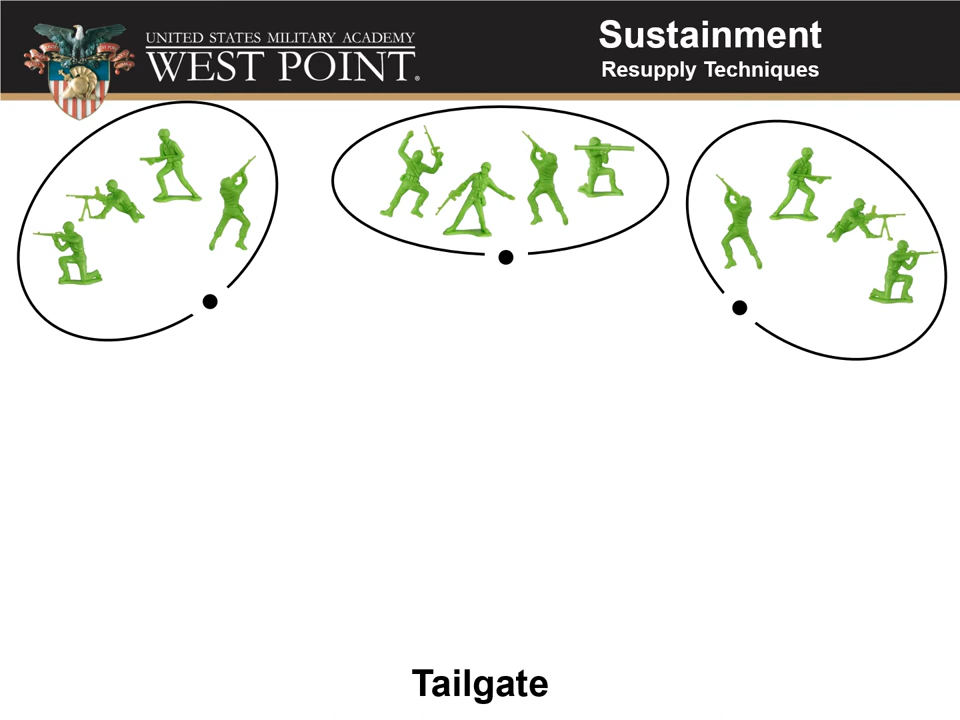 UNITED STATES MILITARY ACADEMY
WEST POINT®
Sustainment
Resupply Techniques
Tailgate